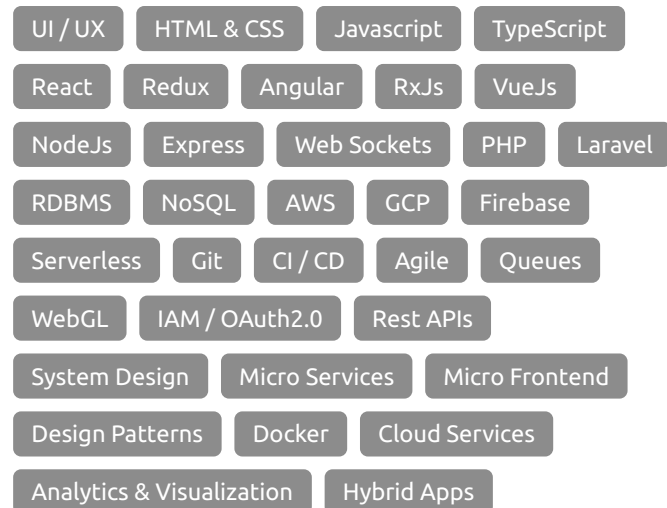 UI / UX HTML & CSS Javascript TypeScript
React Redux Angular RxJs VueJs
NodeJs Express Web Sockets PHP Laravel
RDBMS NoSQL AWS GCP Firebase
Serverless Git CI / CD Agile Queues
WebGL IAM / OAuth2.0 Rest APIs
System Design Micro Services Micro Frontend
Design Patterns Docker Cloud Services
Analytics & Visualization Hybrid Apps